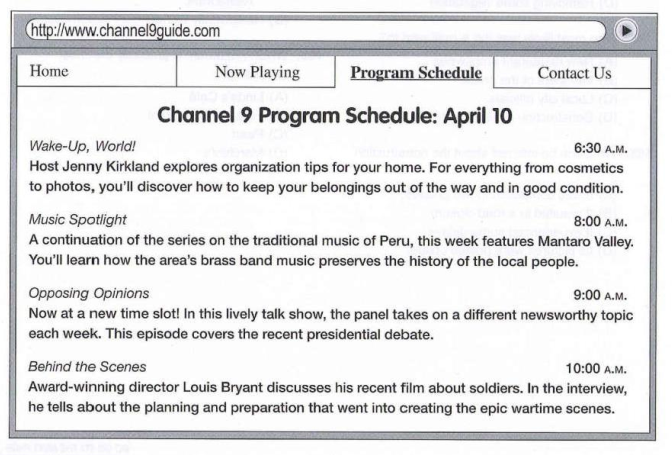 http://www.channel9guide.com
Home Now Playing Program Schedule Contact Us
Channel 9 Program Schedule: April 10
Wake-Up, World! 6:30 A.M.
Host Jenny Kirkland explores organization tips for your home. For everything from cosmetics
to photos, you'll discover how to keep your belongings out of the way and in good condition.
Music Spotlight 8:00 A.M.
A continuation of the series on the traditional music of Peru, this week features Mantaro Valley.
You'll learn how the area's brass band music preserves the history of the local people.
Opposing Opinions 9:00 A.M.
Now at a new time slot! In this lively talk show, the panel takes on a different newsworthy topic
each week. This episode covers the recent presidential debate.
Behind the Scenes 10:00 A.M.
Award-winning director Louis Bryant discusses his recent film about soldiers. In the interview,
he tells about the planning and preparation that went into creating the epic wartime scenes.